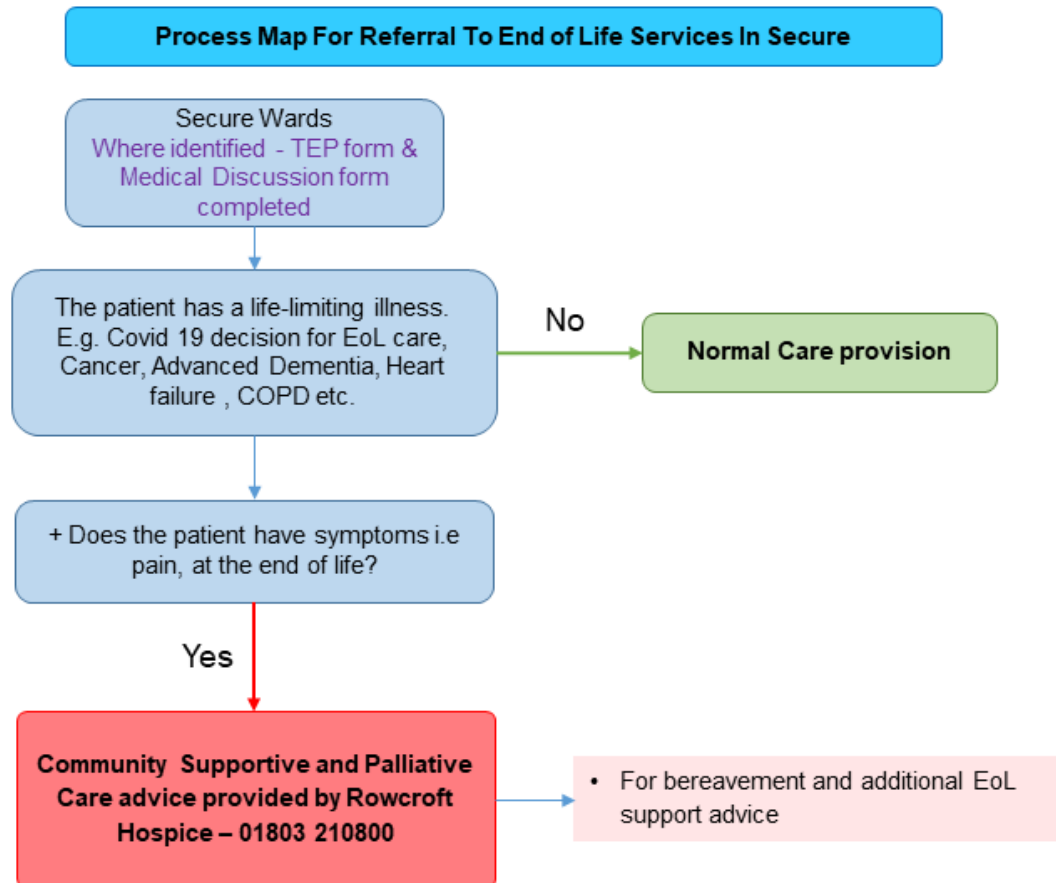 Process Map For Referral To End of Life Services In Secure
Secure Wards
Where identified - TEP form &
Medical Discussion form
completed
The patient has a life-limiting illness.
E.g. Covid 19 decision for EoL care,
Cancer, Advanced Dementia, Heart
failure , COPD etc.
No
Normal Care provision
+ Does the patient have symptoms i.e
pain, at the end of life?
Yes
Community Supportive and Palliative
Care advice provided by Rowcroft
Hospice – 01803 210800
• For bereavement and additional EoL
support advice